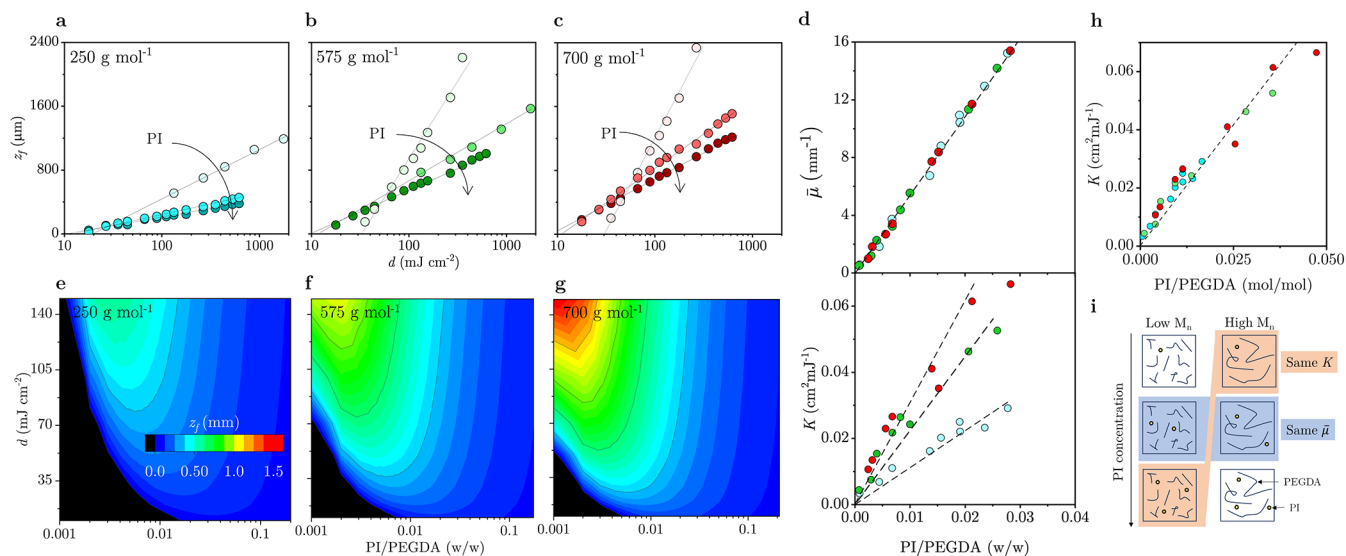 a
250 g mol-1
2400
1600
800
0
z_f (μm)
PI
10
100
1000
b
575 g mol-1
PI
10
100
1000
d (mJ cm-2)
c
700 g mol-1
PI
10
100
1000
d
16
12
8
4
0
μ̄ (mm-1)
0.06
0.04
0.02
0.00
K (cm2mJ-1)
0.00
0.01
0.02
0.03
0.04
PI/PEGDA (w/w)
e
250 g mol-1
140
105
70
35
d (mJ cm-2)
z_f (mm)
0.0
0.50
1.0
1.5
0.001
0.01
0.1
f
575 g mol-1
0.001
0.01
0.1
PI/PEGDA (w/w)
g
700 g mol-1
0.001
0.01
0.1
h
0.08
0.06
0.04
0.02
0.00
K (cm2mJ-1)
0.000
0.025
0.050
PI/PEGDA (mol/mol)
i
Low Mn
High Mn
PI concentration
Same K
Same μ̄
PEGDA
PI